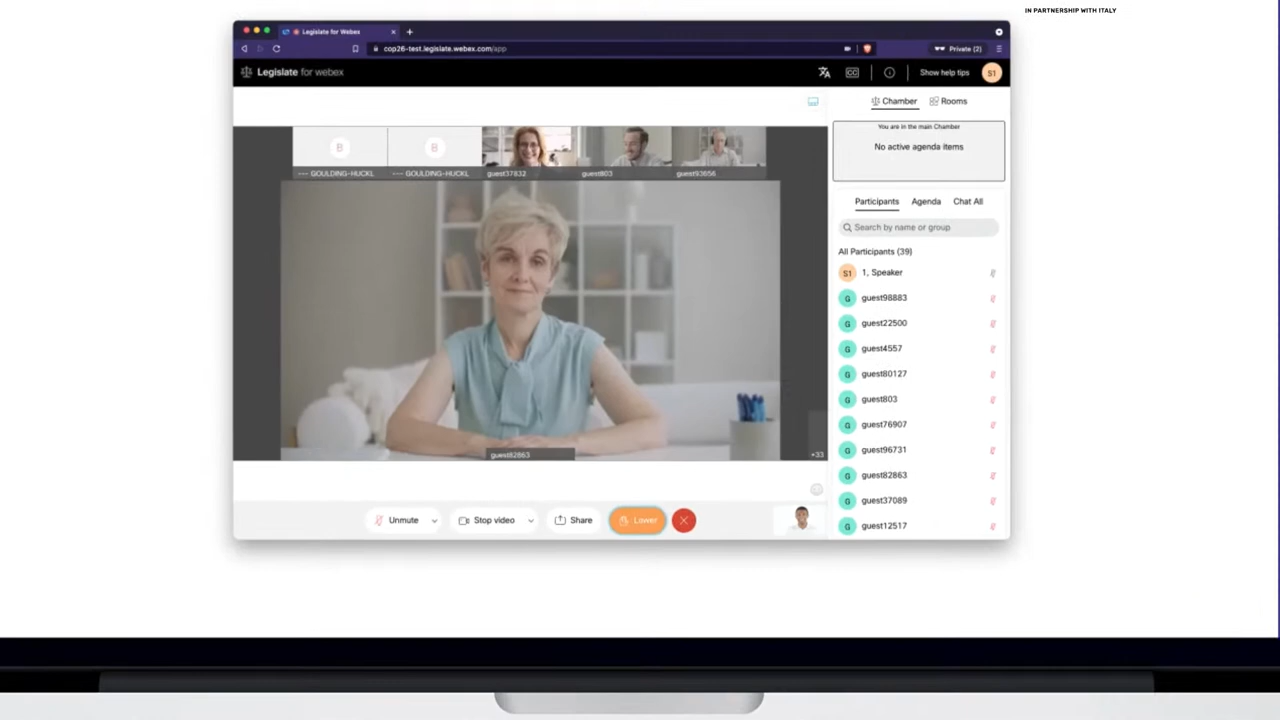 IN PARTNERSHIP WITH ITALY
Legislate for Webex
cop26-test.legislate.webex.com/app
Private (2)
Legislate for webex
CC
Show help tips
S1
Chamber
Rooms
You are in the main Chamber
No active agenda items
B
B
--- GOULDING-HUCKL
--- GOULDING-HUCKL
guest37832
guest803
guest93656
guest82863
+33
Participants
Agenda
Chat All
Search by name or group
All Participants (39)
S1 1, Speaker
G guest98883
G guest22500
G guest4557
G guest80127
G guest803
G guest76907
G guest96731
G guest82863
G guest37089
G guest12517
Unmute
Stop video
Share
Lower